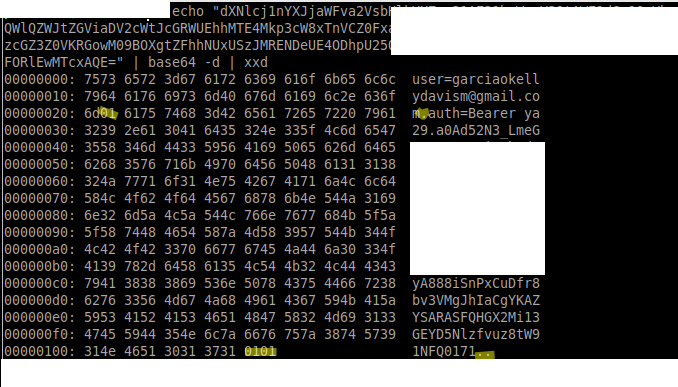 echo "dXNlcj1nYXJjaWFva2Vsb
QWlQZWJtZGViaDV2cWtJcGRWUEhhMTE4Mkp3cW8xTnVCZ0Fxa
zcGZ3Z0VKRGowM09BOXgtZFhhNUxUSzJMRENDeUE4ODhpU25Q
FORlEwMTcxAQE=" | base64 -d | xxd
00000000: 7573 6572 3d67 6172 6369 616f 6b65 6c6c user=garciaokell
00000010: 7964 6176 6973 6d40 676d 6169 6c2e 636f ydavism@gmail.co
00000020: 6d01 6175 7468 3d42 6561 7265 7220 7961 m.auth=Bearer ya
00000030: 3239 2e61 3041 6435 324e 335f 4c6d 6547 29.a0Ad52N3_LmeG
00000040: 3558 346d 4433 5956 4169 5065 626d 6465
00000050: 6268 3576 716b 4970 6456 5048 6131 3138
00000060: 324a 7771 6f31 4e75 4267 4171 6a4c 6c64
00000070: 584c 4f62 4f64 4567 6878 6b4e 544a 3169
00000080: 6e32 6d5a 4c5a 544c 766e 7677 684b 5f5a
00000090: 5f58 7448 4654 587a 4d58 3957 544b 344f
000000a0: 4c42 4f42 3370 6677 6745 4a44 6a30 334f
000000b0: 4139 782d 6458 6135 4c54 4b32 4c44 4343
000000c0: 7941 3838 3869 536e 5078 4375 4466 7238 yA888iSnPxCuDfr8
000000d0: 6276 3356 4d67 4a68 4961 4367 594b 415a bv3VMgJhIaCgYKAZ
000000e0: 5953 4152 4153 4651 4847 5832 4d69 3133 YSARASFQHGX2Mi13
000000f0: 4745 5944 354e 6c7a 6676 757a 3874 5739 GEYD5Nlzfvuz8tW9
00000100: 314e 4651 3031 3731 0101 1NFQ0171..